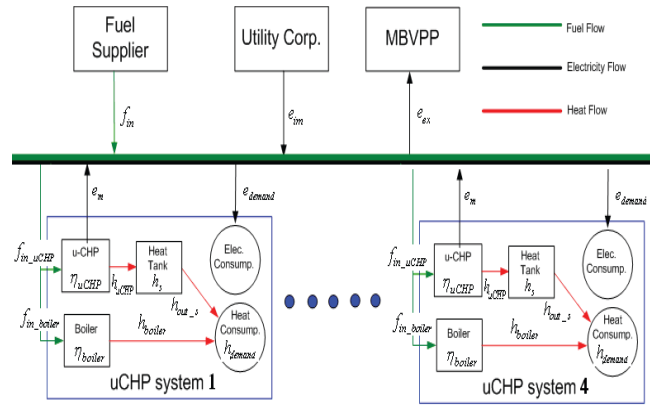 Fuel
Supplier
Utility Corp.
MBVPP
Fuel Flow
Electricity Flow
Heat Flow
f_in
e_im
e_ex
e_m
e_demand
f_in_uCHP
u-CHP
η_uCHP
h_uCHP
Heat
Tank
h_s
Elec.
Consump.
h_out_s
f_in_boiler
Boiler
η_boiler
h_boiler
Heat
Consump.
h_demand
uCHP system 1
e_m
e_demand
f_in_uCHP
u-CHP
η_uCHP
h_uCHP
Heat
Tank
h_s
Elec.
Consump.
h_out_s
f_in_boiler
Boiler
η_boiler
h_boiler
Heat
Consump.
h_demand
uCHP system 4